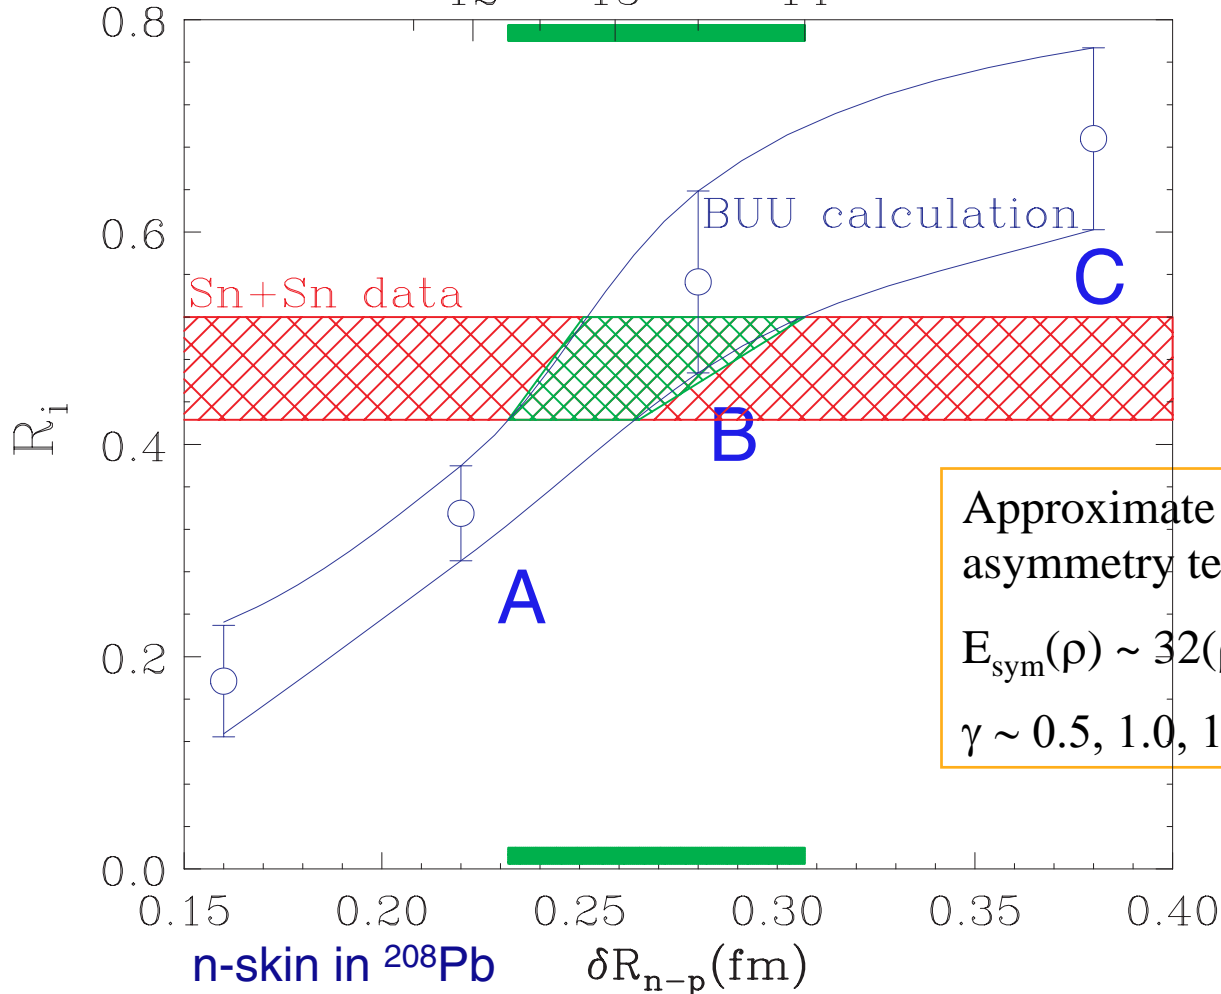 0.8
BUU calculation
0.6
C
Sn+Sn data
R_i
B
0.4
Approximate
asymmetry te
A
E_sym(ρ) ~ 32(ρ
0.2
γ ~ 0.5, 1.0, 1
0.0
0.15 0.20 0.25 0.30 0.35 0.40
n-skin in ²⁰⁸Pb δR_n-p(fm)